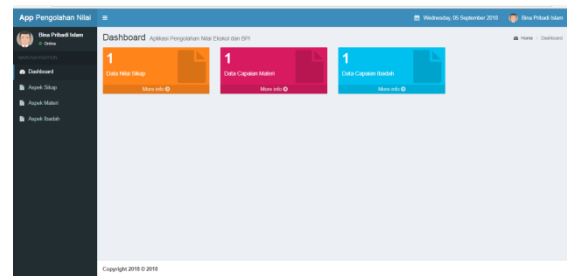 App Pengolahan Nilai
Wednesday, 05 September 2018
Bina Pribadi Islam
Bina Pribadi Islam
Online
MAIN NAVIGATION
Dashboard
Aspek Sikap
Aspek Materi
Aspek Ibadah
Dashboard Aplikasi Pengolahan Nilai Ekskul dan BPI
Home > Dashboard
1
Data Nilai Sikap
More info
1
Data Capaian Materi
More info
1
Data Capaian Ibadah
More info
Copyright 2018 © 2018